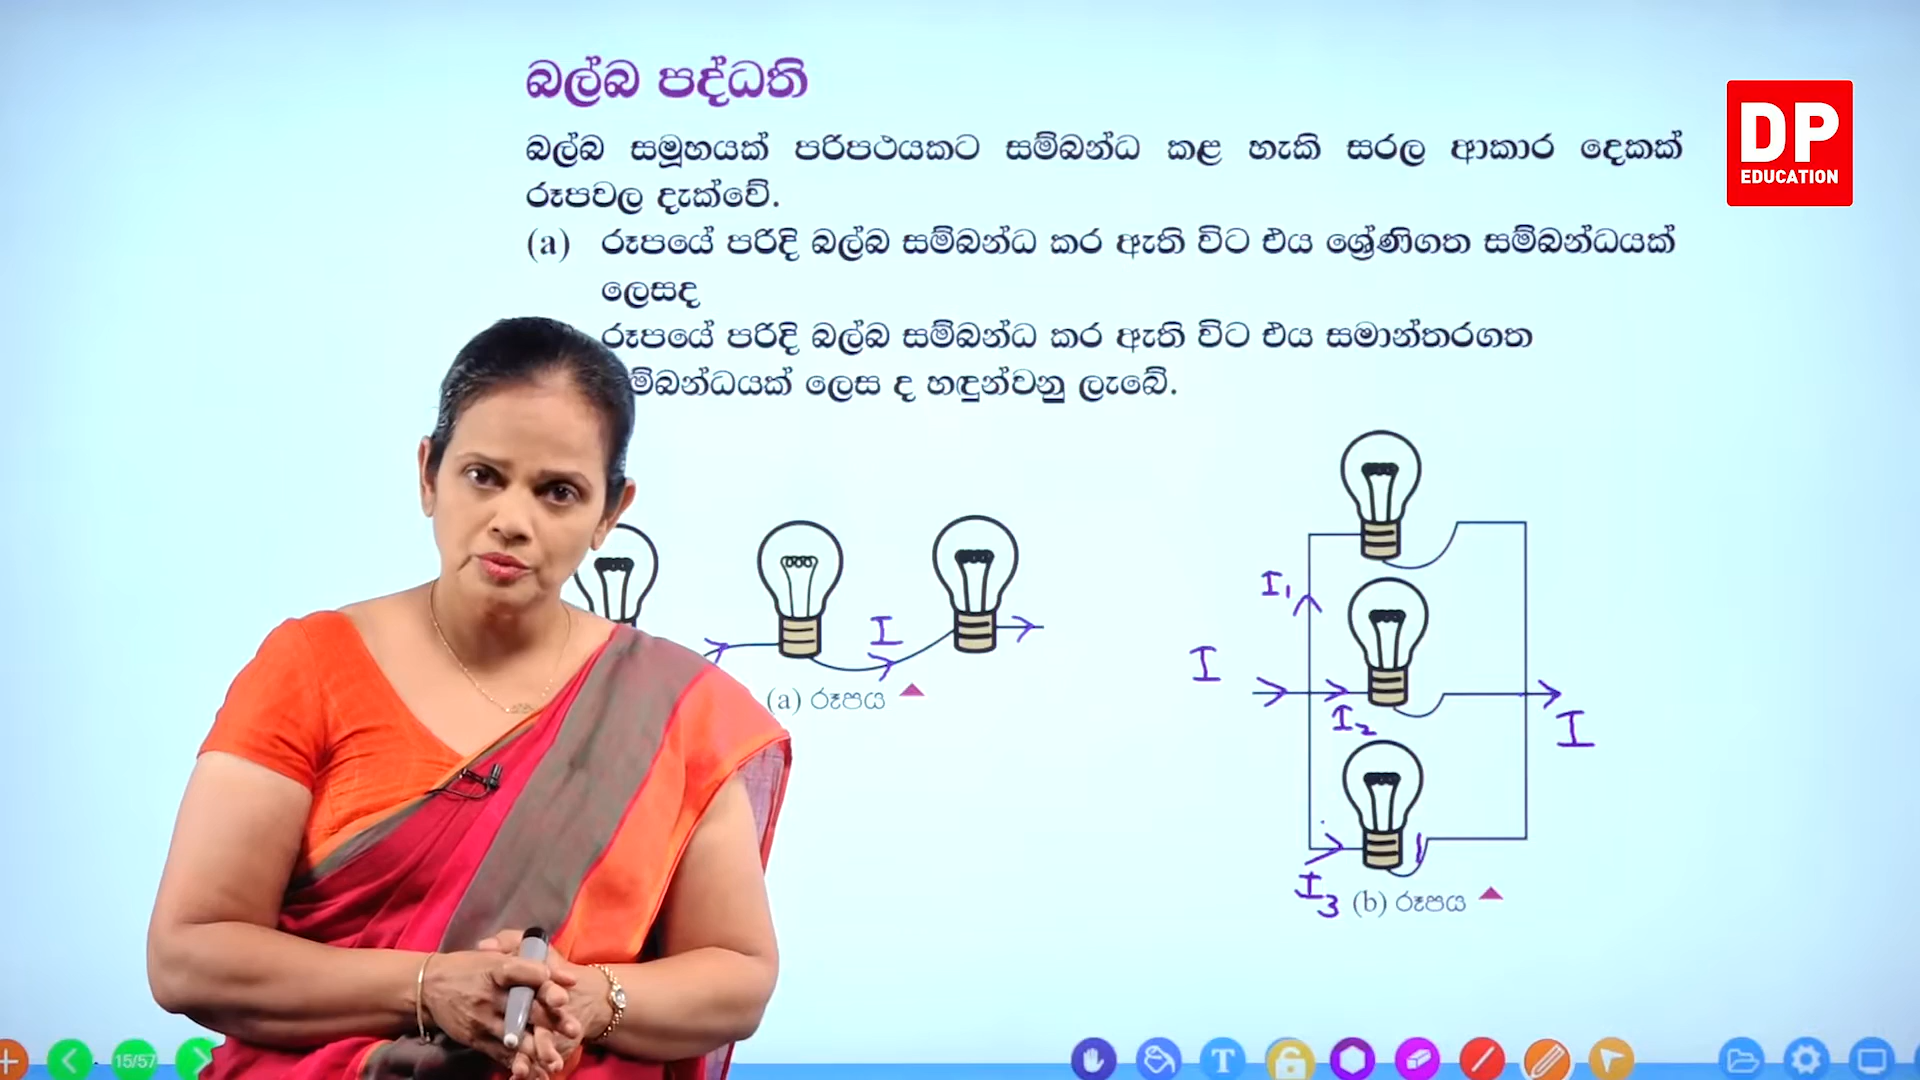 බල්බ පද්ධති
බල්බ සමූහයක් පරිපථයකට සම්බන්ධ කළ හැකි සරල ආකාර දෙකක්
රූපවල දැක්වේ.
(a) රූපයේ පරිදි බල්බ සම්බන්ධ කර ඇති විට එය ශ්‍රේණිගත සම්බන්ධයක්
ලෙසද
රූපයේ පරිදි බල්බ සම්බන්ධ කර ඇති විට එය සමාන්තරගත
ම්බන්ධයක් ලෙස ද හඳුන්වනු ලැබේ.
DP
EDUCATION
I
(a) රූපය
I₁
I
I₂
I
I₃
(b) රූපය
15/57
T